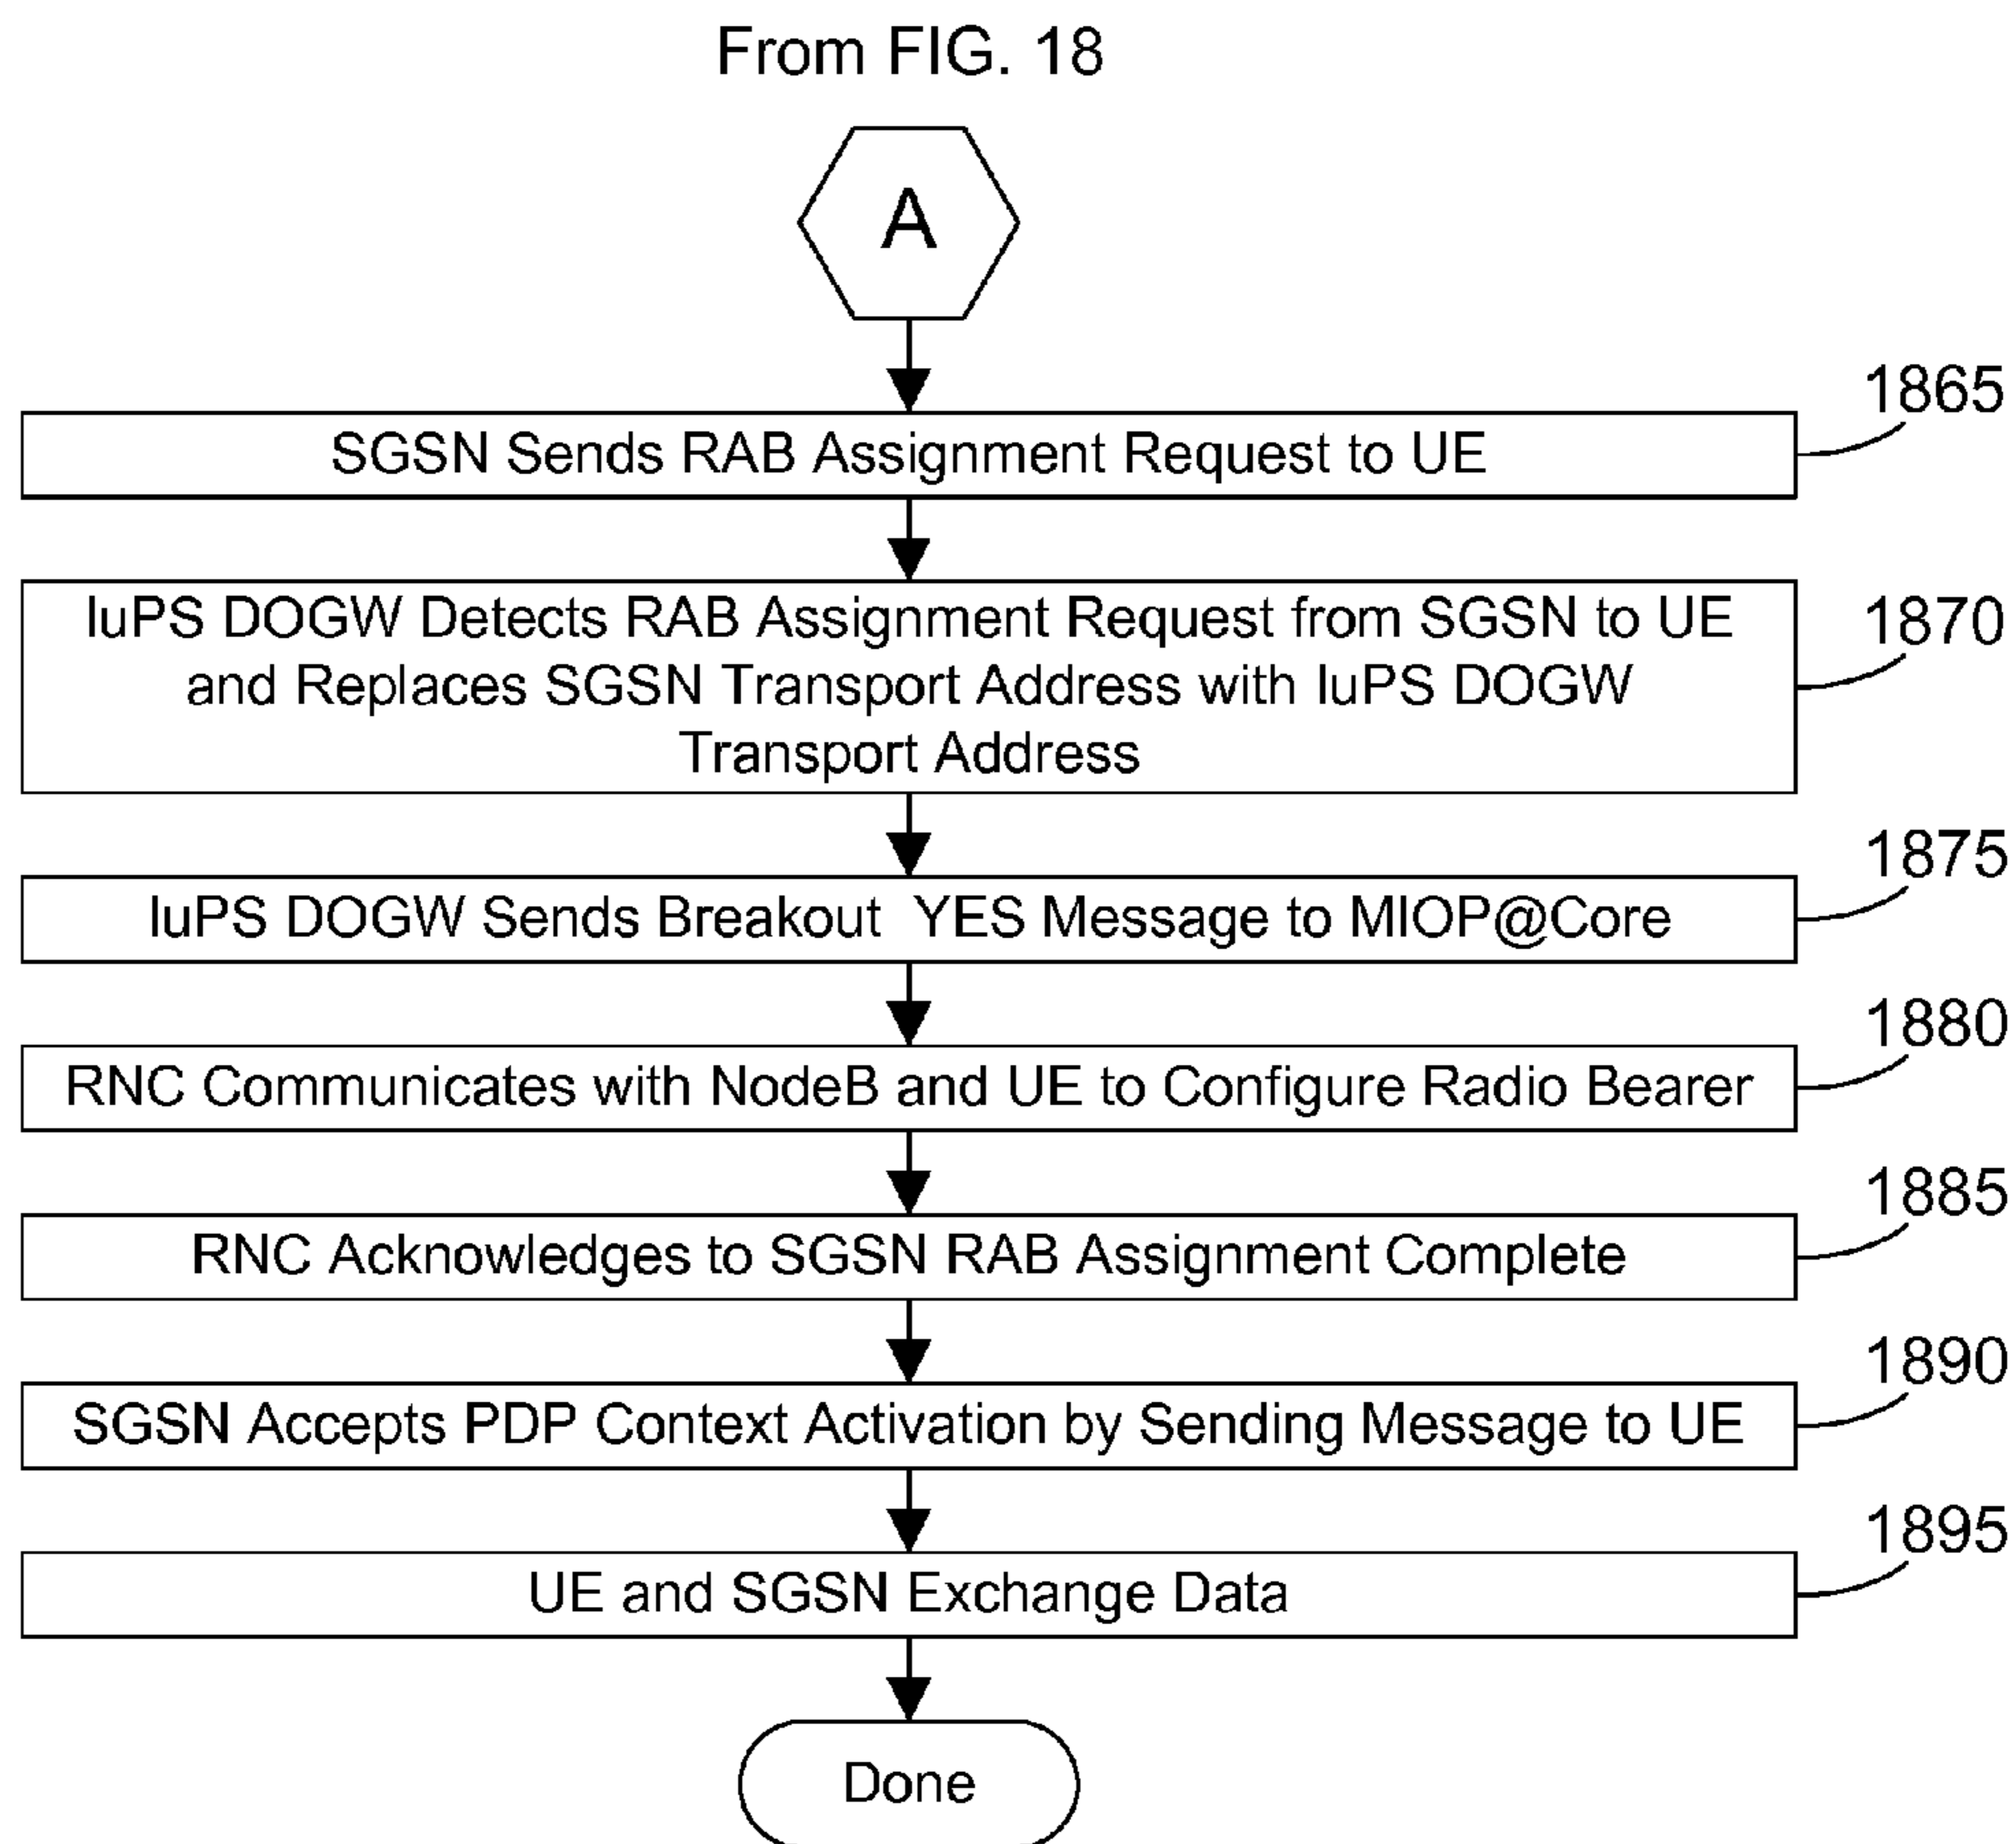 From FIG. 18
A
1865
SGSN Sends RAB Assignment Request to UE
1870
IuPS DOGW Detects RAB Assignment Request from SGSN to UE
and Replaces SGSN Transport Address with IuPS DOGW
Transport Address
1875
IuPS DOGW Sends Breakout YES Message to MIOP@Core
1880
RNC Communicates with NodeB and UE to Configure Radio Bearer
1885
RNC Acknowledges to SGSN RAB Assignment Complete
1890
SGSN Accepts PDP Context Activation by Sending Message to UE
1895
UE and SGSN Exchange Data
Done